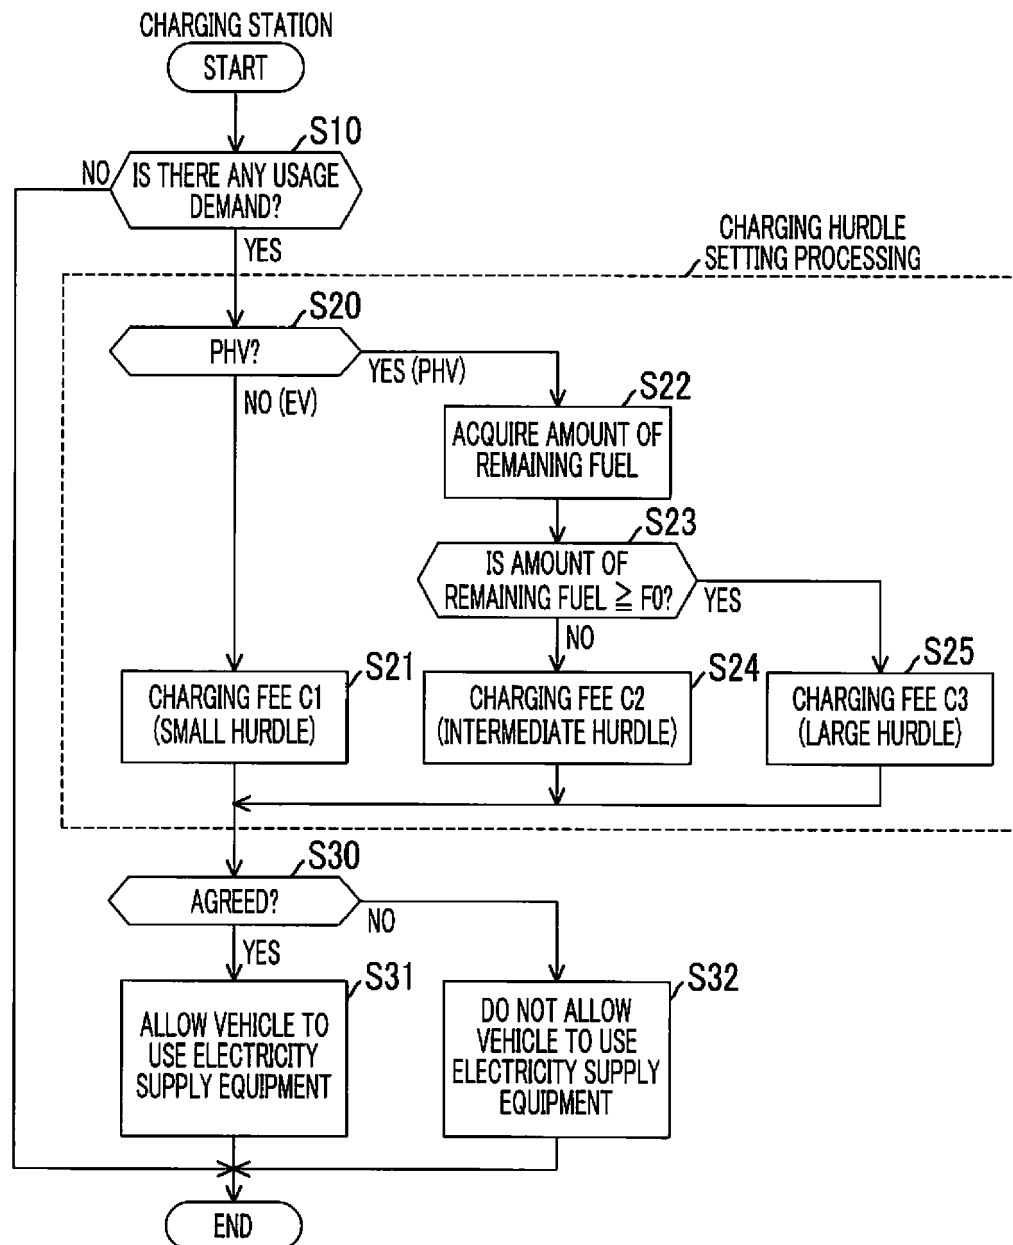 CHARGING STATION
START
S10
NO
IS THERE ANY USAGE
DEMAND?
YES
CHARGING HURDLE
SETTING PROCESSING
S20
PHV?
YES (PHV)
NO (EV)
S22
ACQUIRE AMOUNT OF
REMAINING FUEL
S23
IS AMOUNT OF
REMAINING FUEL ≧ F0?
YES
NO
S21
CHARGING FEE C1
(SMALL HURDLE)
S24
CHARGING FEE C2
(INTERMEDIATE HURDLE)
S25
CHARGING FEE C3
(LARGE HURDLE)
S30
AGREED?
NO
YES
S31
ALLOW VEHICLE TO
USE ELECTRICITY
SUPPLY EQUIPMENT
S32
DO NOT ALLOW
VEHICLE TO USE
ELECTRICITY SUPPLY
EQUIPMENT
END